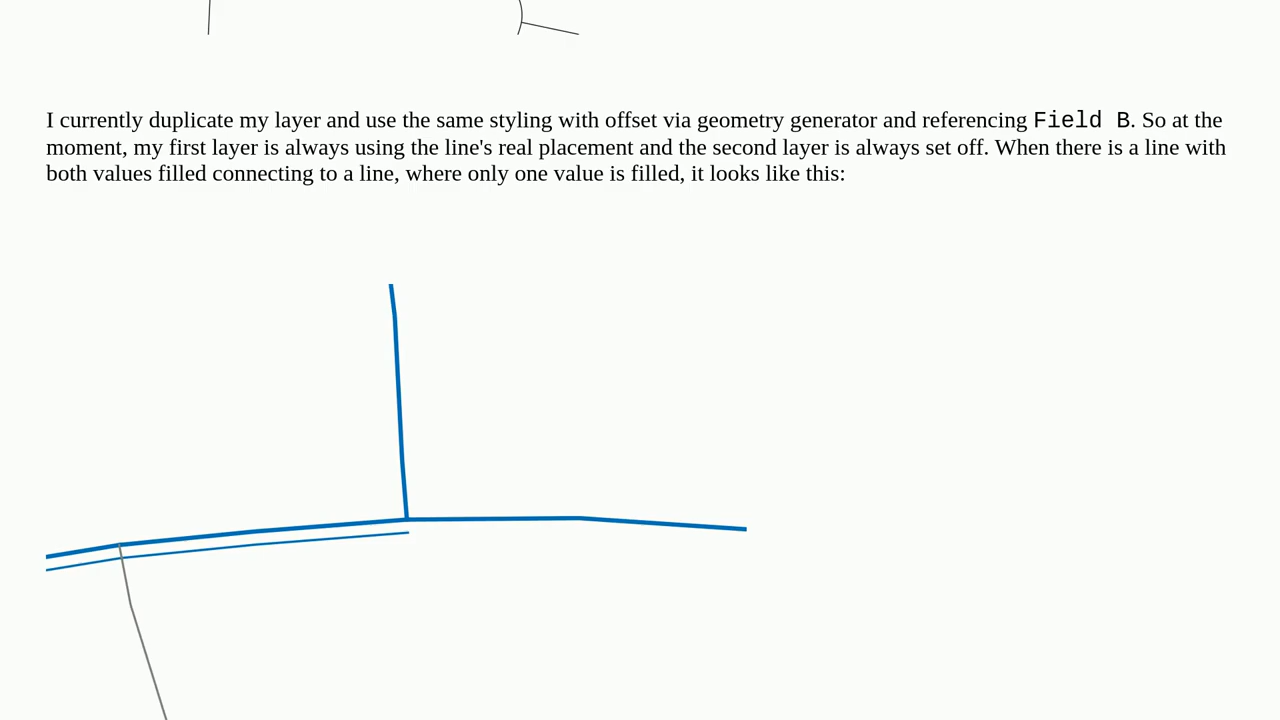 I currently duplicate my layer and use the same styling with offset via geometry generator and referencing Field B. So at the
moment, my first layer is always using the line's real placement and the second layer is always set off. When there is a line with
both values filled connecting to a line, where only one value is filled, it looks like this: